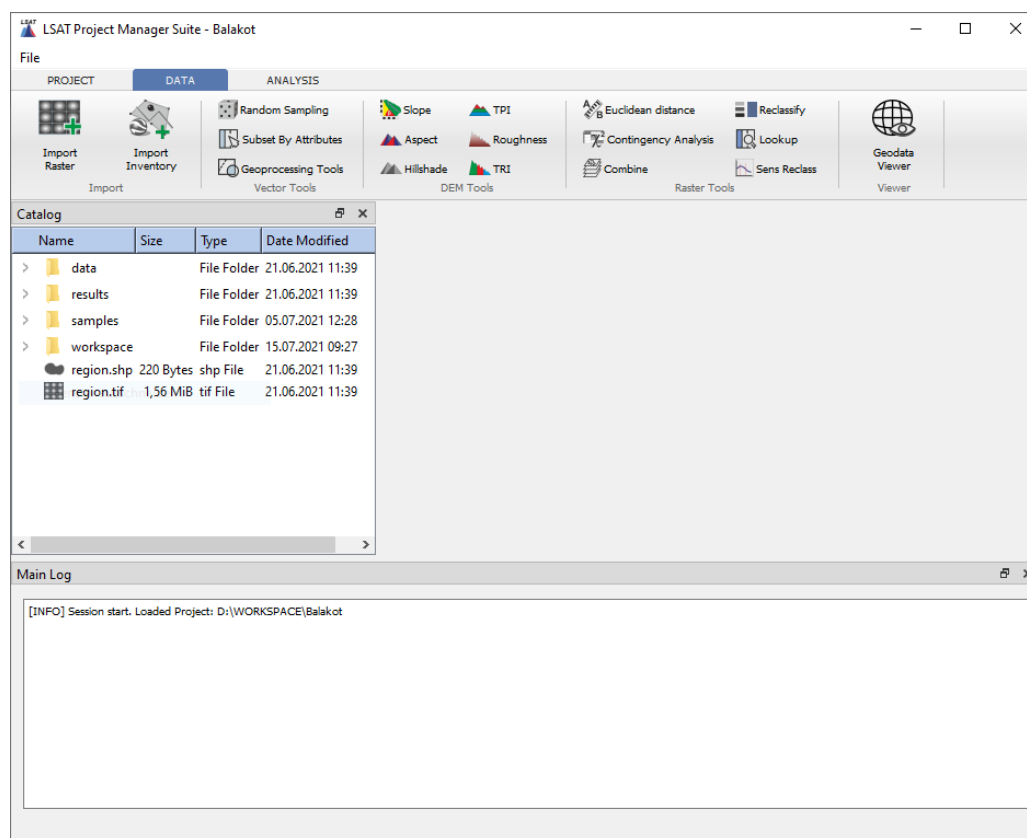 LSAT
LSAT Project Manager Suite - Balakot
File
PROJECT DATA ANALYSIS
Import Raster
Import Inventory
Import
Random Sampling
Subset By Attributes
Geoprocessing Tools
Vector Tools
Slope TPI
Aspect Roughness
Hillshade TRI
DEM Tools
Euclidean distance Reclassify
Contingency Analysis Lookup
Combine Sens Reclass
Raster Tools
Geodata Viewer
Viewer
Catalog
Name Size Type Date Modified
data File Folder 21.06.2021 11:39
results File Folder 21.06.2021 11:39
samples File Folder 05.07.2021 12:28
workspace File Folder 15.07.2021 09:27
region.shp 220 Bytes shp File 21.06.2021 11:39
region.tif 1,56 MiB tif File 21.06.2021 11:39
Main Log
[INFO] Session start. Loaded Project: D:\WORKSPACE\Balakot